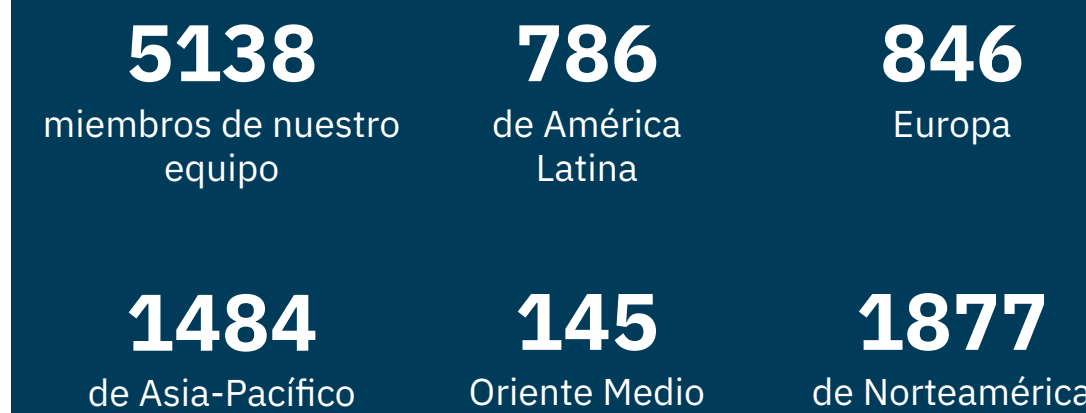 5138
miembros de nuestro
equipo
786
de América
Latina
846
Europa
1484
de Asia-Pacífico
145
Oriente Medio
1877
de Norteamérica